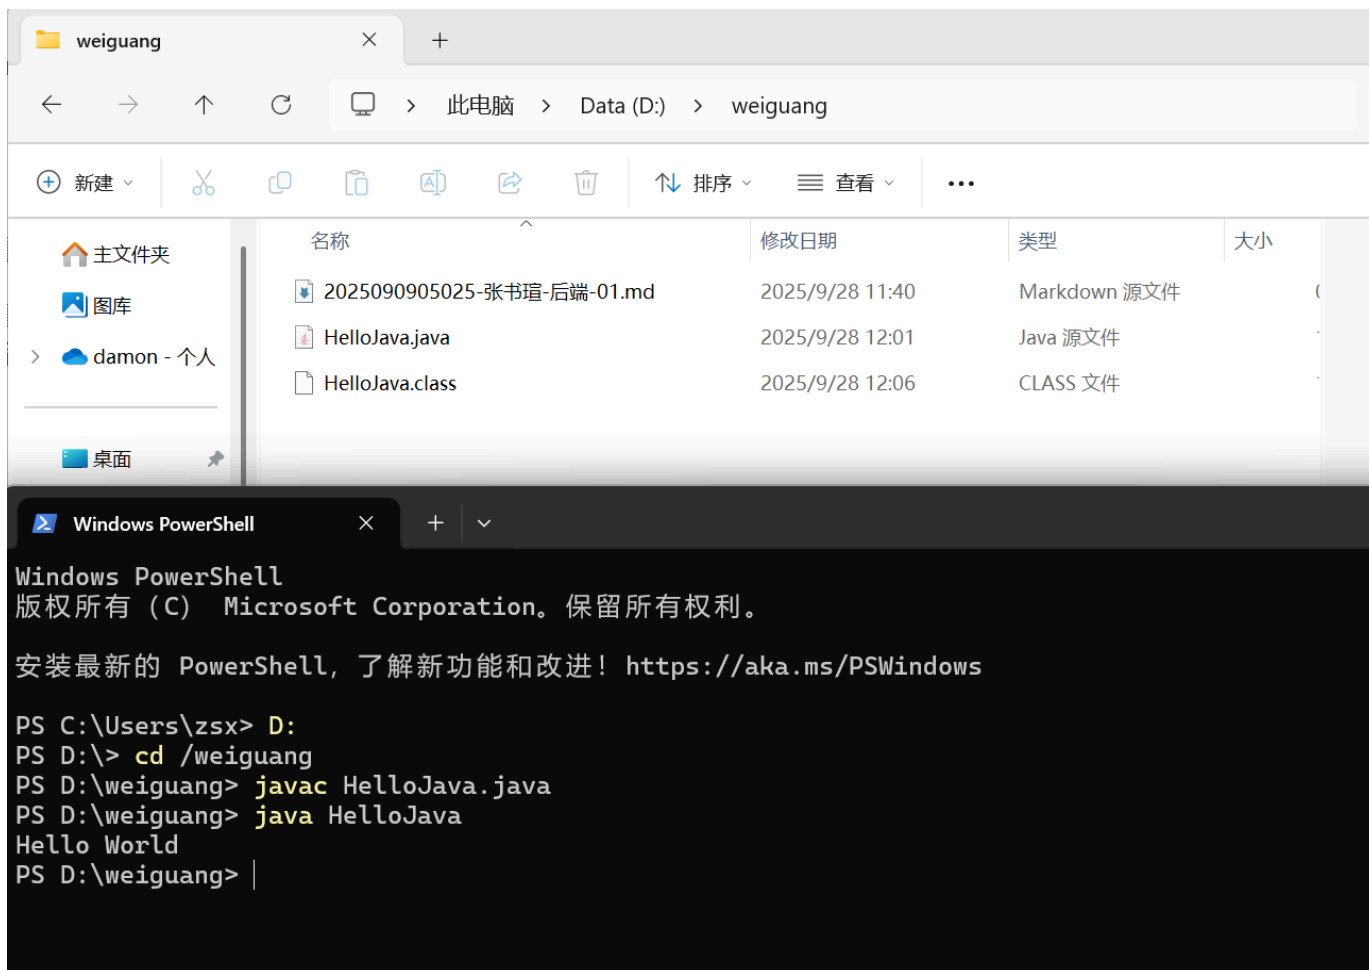 weiguang
此电脑 > Data (D:) > weiguang
新建 排序 查看
名称 修改日期 类型 大小
主文件夹
图库
damon - 个人
桌面
2025090905025-张书瑄-后端-01.md 2025/9/28 11:40 Markdown 源文件
HelloJava.java 2025/9/28 12:01 Java 源文件
HelloJava.class 2025/9/28 12:06 CLASS 文件
Windows PowerShell
Windows PowerShell
版权所有 (C) Microsoft Corporation。保留所有权利。
安装最新的 PowerShell，了解新功能和改进！https://aka.ms/PSWindows
PS C:\Users\zsx> D:
PS D:\> cd /weiguang
PS D:\weiguang> javac HelloJava.java
PS D:\weiguang> java HelloJava
Hello World
PS D:\weiguang>